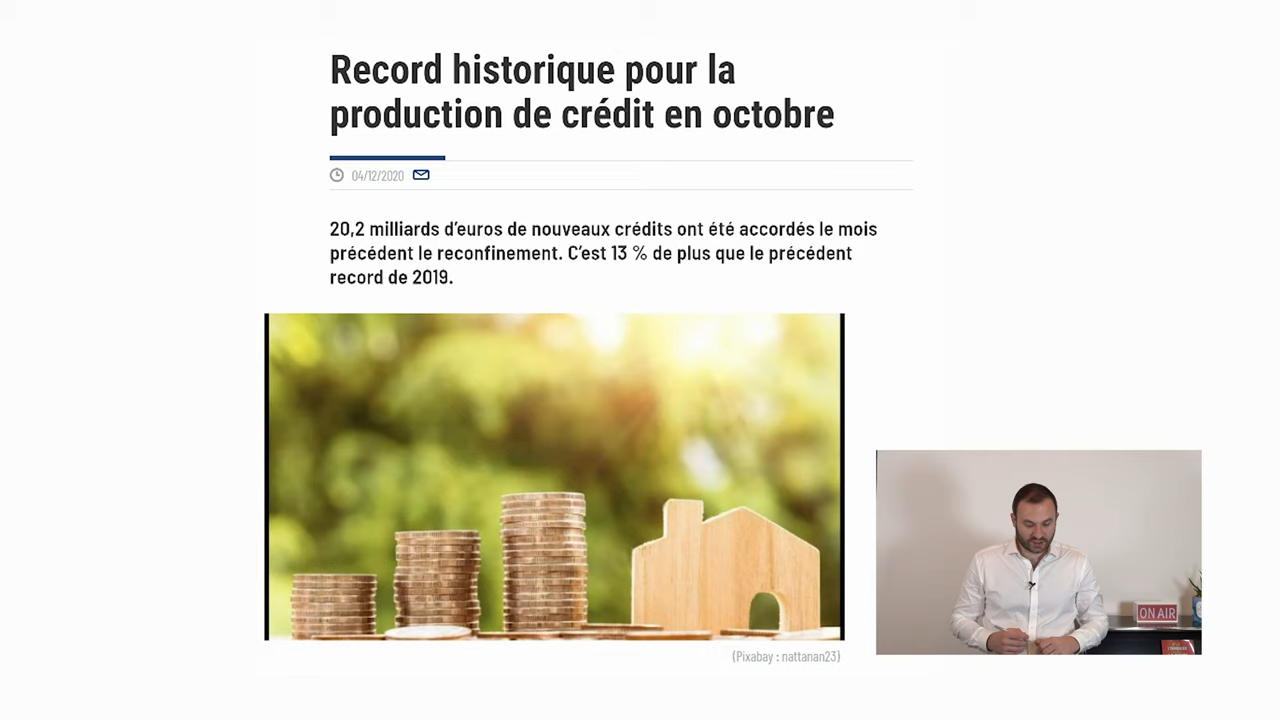 Record historique pour la
production de crédit en octobre
04/12/2020
20,2 milliards d'euros de nouveaux crédits ont été accordés le mois
précédent le reconfinement. C'est 13 % de plus que le précédent
record de 2019.
(Pixabay : nattanan23)
ON AIR